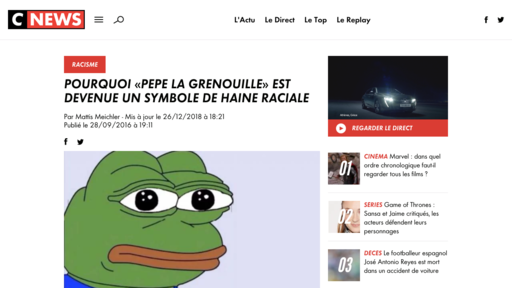 C NEWS
L'Actu Le Direct Le Top Le Replay
RACISME
POURQUOI «PEPE LA GRENOUILLE» EST
DEVENUE UN SYMBOLE DE HAINE RACIALE
Par Mattis Meichler - Mis à jour le 26/12/2018 à 18:21
Publié le 28/09/2016 à 19:11
REGARDER LE DIRECT
01
CINEMA Marvel : dans quel
ordre chronologique faut-il
regarder tous les films ?
02
SERIES Game of Thrones :
Sansa et Jaime critiqués, les
acteurs défendent leurs
personnages
03
DECES Le footballeur espagnol
José Antonio Reyes est mort
dans un accident de voiture